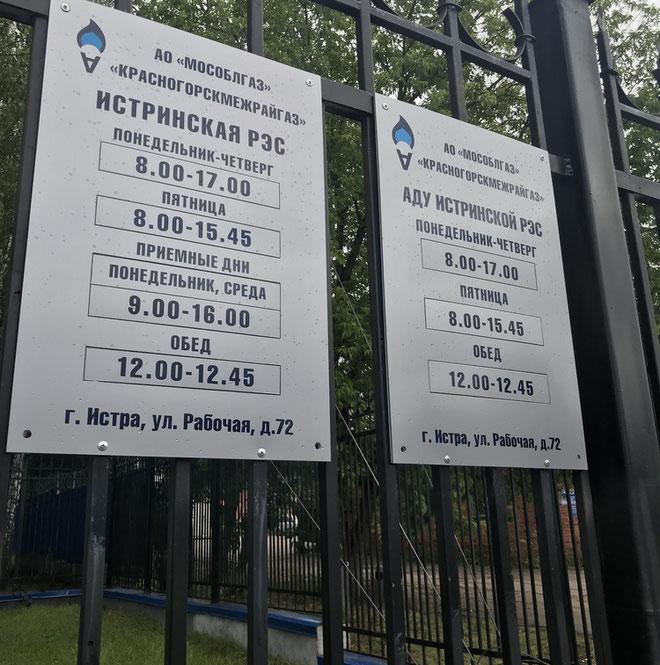 АО «МОСОБЛГАЗ»
«КРАСНОГОРСКМЕЖРАЙГАЗ»
ИСТРИНСКАЯ РЭС
ПОНЕДЕЛЬНИК-ЧЕТВЕРГ
8.00-17.00
ПЯТНИЦА
8.00-15.45
ПРИЕМНЫЕ ДНИ
ПОНЕДЕЛЬНИК, СРЕДА
9.00-16.00
ОБЕД
12.00-12.45
г. Истра, ул. Рабочая, д.72
АО «МОСОБЛГАЗ»
«КРАСНОГОРСКМЕЖРАЙГАЗ»
АДУ ИСТРИНСКОЙ РЭС
ПОНЕДЕЛЬНИК-ЧЕТВЕРГ
8.00-17.00
ПЯТНИЦА
8.00-15.45
ОБЕД
12.00-12.45
г. Истра, ул. Рабочая, д.72